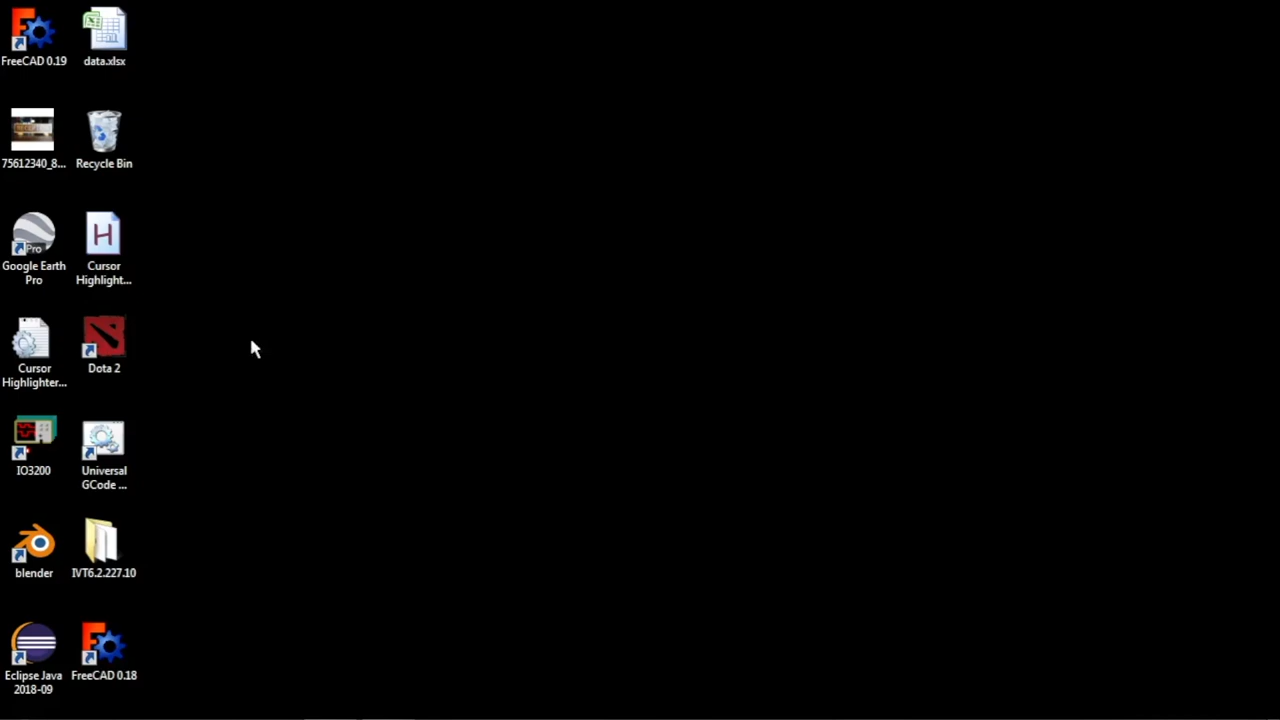 FreeCAD 0.19
data.xlsx
75612340_8...
Recycle Bin
Pro
Google Earth
Pro
H
Cursor
Highlight...
Cursor
Highlighter...
Dota 2
IO3200
Universal
GCode ...
blender
IVT6.2.227.10
Eclipse Java
2018-09
FreeCAD 0.18